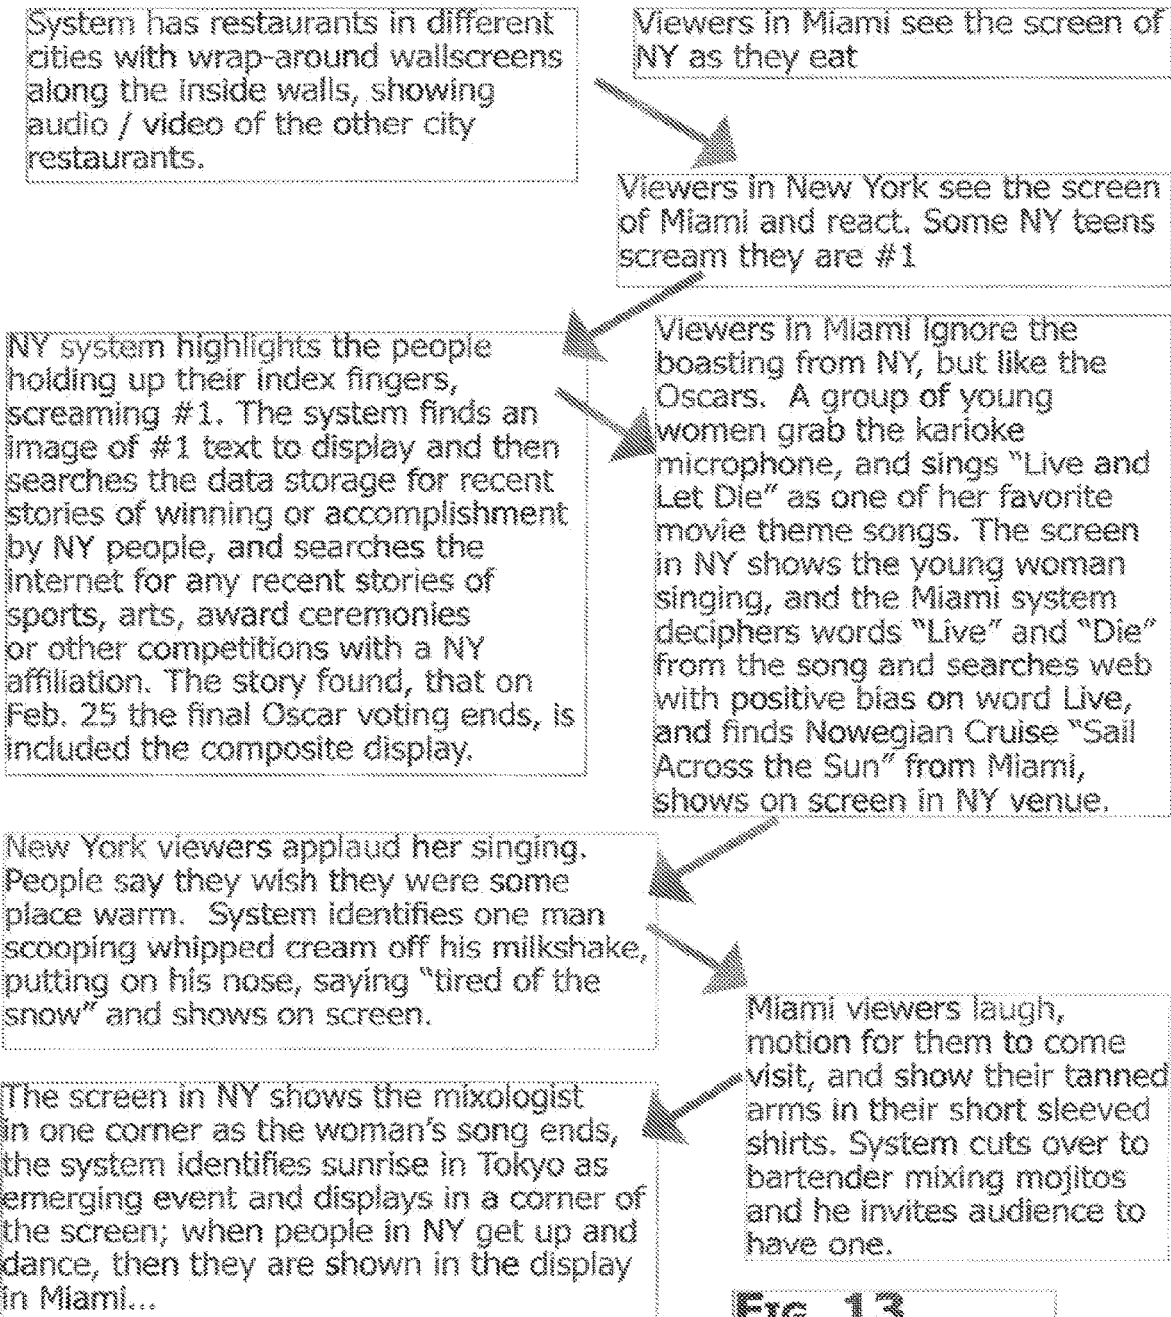 System has restaurants in different
cities with wrap-around wallscreens
along the inside walls, showing
audio / video of the other city
restaurants.
Viewers in Miami see the screen of
NY as they eat
Viewers in New York see the screen
of Miami and react. Some NY teens
scream they are #1
NY system highlights the people
holding up their index fingers,
screaming #1. The system finds an
image of #1 text to display and then
searches the data storage for recent
stories of winning or accomplishment
by NY people, and searches the
internet for any recent stories of
sports, arts, award ceremonies
or other competitions with a NY
affiliation. The story found, that on
Feb. 25 the final Oscar voting ends, is
included the composite display.
Viewers in Miami ignore the
boasting from NY, but like the
Oscars.  A group of young
women grab the karioke
microphone, and sings “Live and
Let Die” as one of her favorite
movie theme songs. The screen
in NY shows the young woman
singing, and the Miami system
deciphers words “Live” and “Die”
from the song and searches web
with positive bias on word Live,
and finds Nowegian Cruise “Sail
Across the Sun” from Miami,
shows on screen in NY venue.
New York viewers applaud her singing.
People say they wish they were some
place warm.  System identifies one man
scooping whipped cream off his milkshake,
putting on his nose, saying “tired of the
snow” and shows on screen.
Miami viewers laugh,
motion for them to come
visit, and show their tanned
arms in their short sleeved
shirts. System cuts over to
bartender mixing mojitos
and he invites audience to
have one.
The screen in NY shows the mixologist
in one corner as the woman’s song ends,
the system identifies sunrise in Tokyo as
emerging event and displays in a corner of
the screen; when people in NY get up and
dance, then they are shown in the display
in Miami...
FIG. 13